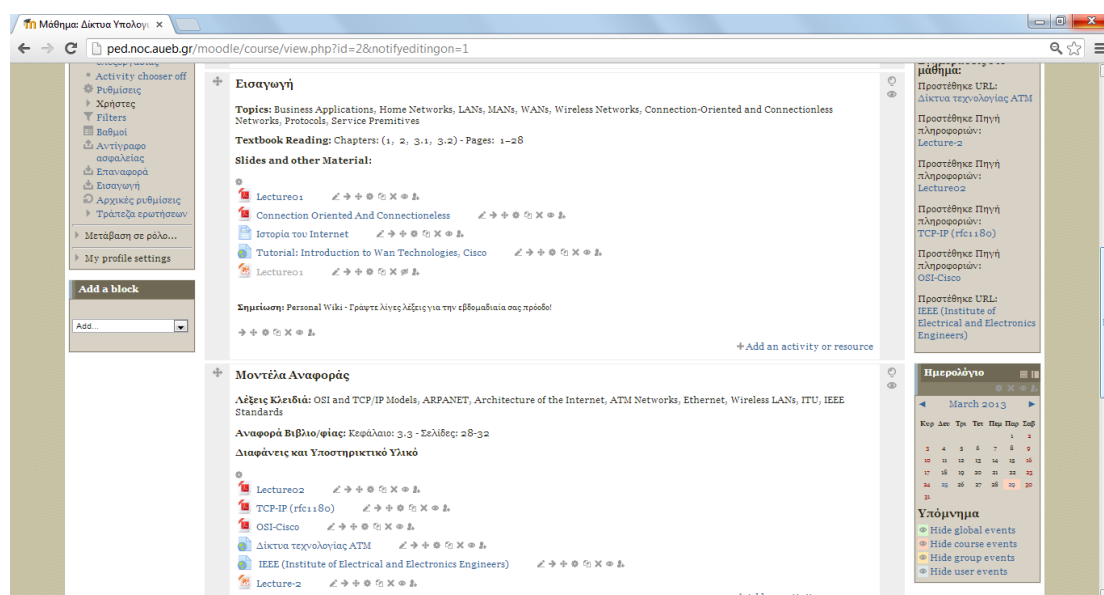 Μάθημα: Δίκτυα Υπολογι
ped.noc.aueb.gr/moodle/course/view.php?id=2&notifyeditingon=1
Activity chooser off
Ρυθμίσεις
Χρήστες
Filters
Βαθμοί
Αντίγραφο
ασφαλείας
Επαναφορά
Εισαγωγή
Αρχικές ρυθμίσεις
Τράπεζα ερωτήσεων
Μετάβαση σε ρόλο...
My profile settings
Add a block
Add...
Εισαγωγή
Topics: Business Applications, Home Networks, LANs, MANs, WANs, Wireless Networks, Connection-Oriented and Connectionless
Networks, Protocols, Service Premitives
Textbook Reading: Chapters: (1, 2, 3.1, 3.2) - Pages: 1-28
Slides and other Material:
Lecture01
Connection Oriented And Connectioneless
Ιστορία του Internet
Tutorial: Introduction to Wan Technologies, Cisco
Lecture01
Σημείωση: Personal Wiki - Γράψτε λίγες λέξεις για την εβδομαδιαία σας πρόοδο!
+Add an activity or resource
Μοντέλα Αναφοράς
Λέξεις Κλειδιά: OSI and TCP/IP Models, ARPANET, Architecture of the Internet, ATM Networks, Ethernet, Wireless LANs, ITU, IEEE
Standards
Αναφορά Βιβλιο/φίας: Κεφάλαιο: 3.3 - Σελίδες: 28-32
Διαφάνεις και Υποστηρικτικό Υλικό
Lecture02
TCP-IP (rfc1180)
OSI-Cisco
Δίκτυα τεχνολογίας ATM
IEEE (Institute of Electrical and Electronics Engineers)
Lecture-2
μάθημα:
Προστέθηκε URL:
Δίκτυα τεχνολογίας ATM
Προστέθηκε Πηγή
πληροφοριών:
Lecture-2
Προστέθηκε Πηγή
πληροφοριών:
Lecture02
Προστέθηκε Πηγή
πληροφοριών:
TCP-IP (rfc1180)
Προστέθηκε Πηγή
πληροφοριών:
OSI-Cisco
Προστέθηκε URL:
IEEE (Institute of
Electrical and Electronics
Engineers)
Ημερολόγιο
March 2013
Κυρ Δευ Τρι Τετ Πεμ Παρ Σαβ
1 2
3 4 5 6 7 8 9
10 11 12 13 14 15 16
17 18 19 20 21 22 23
24 25 26 27 28 29 30
31
Υπόμνημα
Hide global events
Hide course events
Hide group events
Hide user events